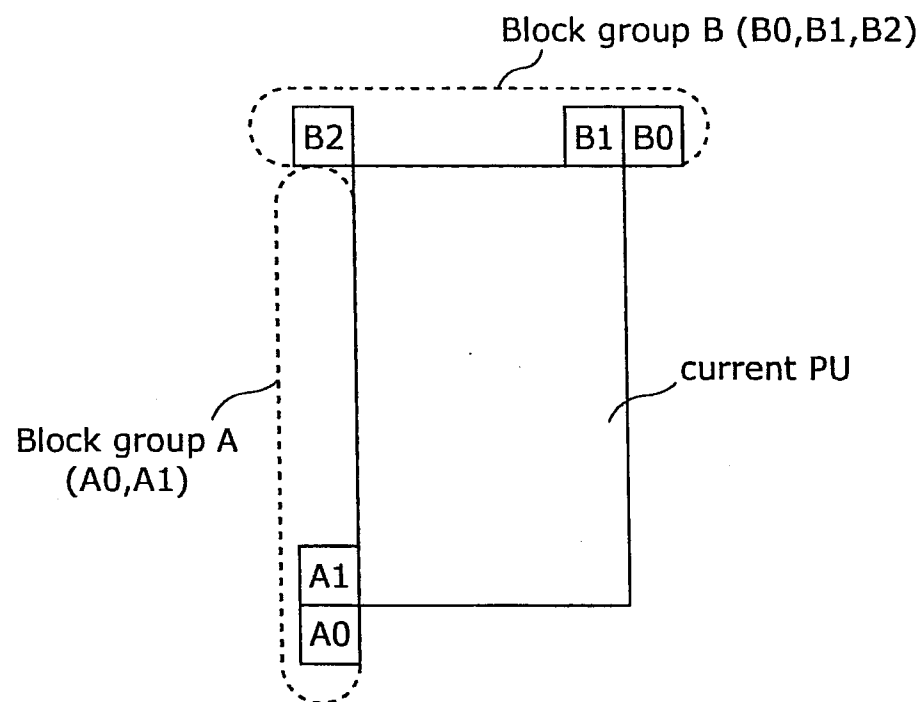 Block group B (B0,B1,B2)
B2
B1
B0
current PU
Block group A
(A0,A1)
A1
A0